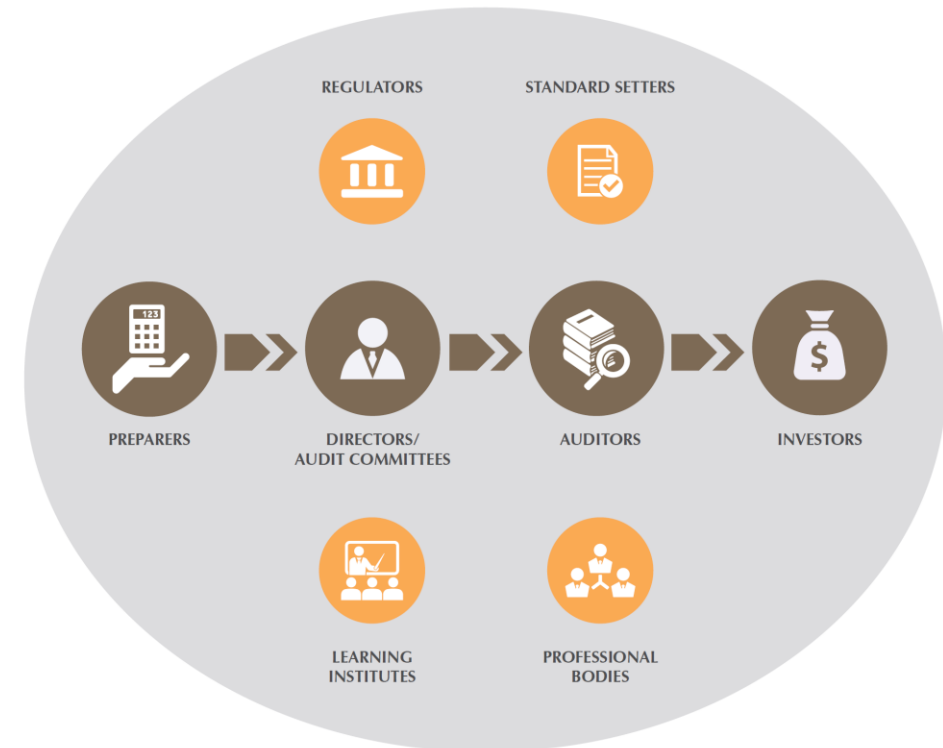 REGULATORS
STANDARD SETTERS
123
$
PREPARERS
DIRECTORS/
AUDIT COMMITTEES
AUDITORS
INVESTORS
LEARNING
INSTITUTES
PROFESSIONAL
BODIES